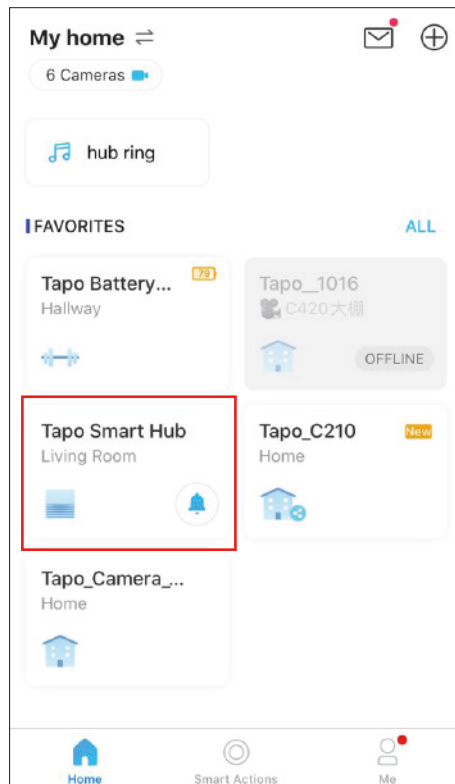 My home
6 Cameras
hub ring
FAVORITES
ALL
Tapo Battery...
79
Hallway
Tapo__1016
C420大棚
OFFLINE
Tapo Smart Hub
Living Room
Tapo_C210
New
Home
Tapo_Camera_...
Home
Home
Smart Actions
Me